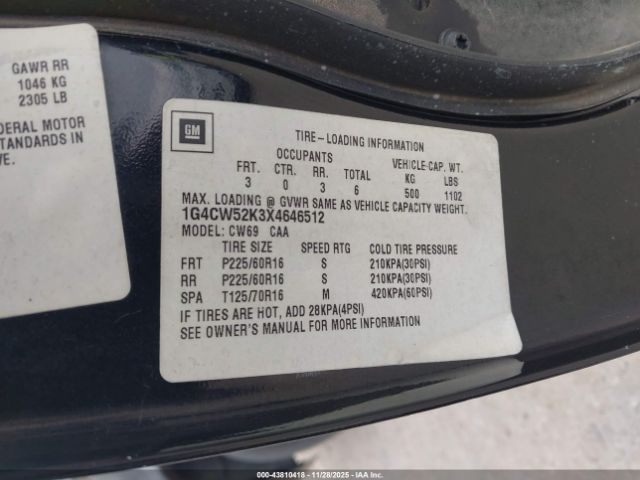 GAWR RR
1046 KG
2305 LB
DERAL MOTOR
STANDARDS IN
VE.
GM
TIRE-LOADING INFORMATION
OCCUPANTS VEHICLE-CAP. WT.
FRT. CTR. RR. TOTAL KG LBS
3 0 3 6 500 1102
MAX. LOADING @ GVWR SAME AS VEHICLE CAPACITY WEIGHT.
1G4CW52K3X4646512
MODEL: CW69 CAA
TIRE SIZE SPEED RTG COLD TIRE PRESSURE
FRT P225/60R16 S 210KPA(30PSI)
RR P225/60R16 S 210KPA(30PSI)
SPA T125/70R16 M 420KPA(60PSI)
IF TIRES ARE HOT, ADD 28KPA(4PSI)
SEE OWNER'S MANUAL FOR MORE INFORMATION
000-43810418 - 11/28/2025 - IAAI.COM